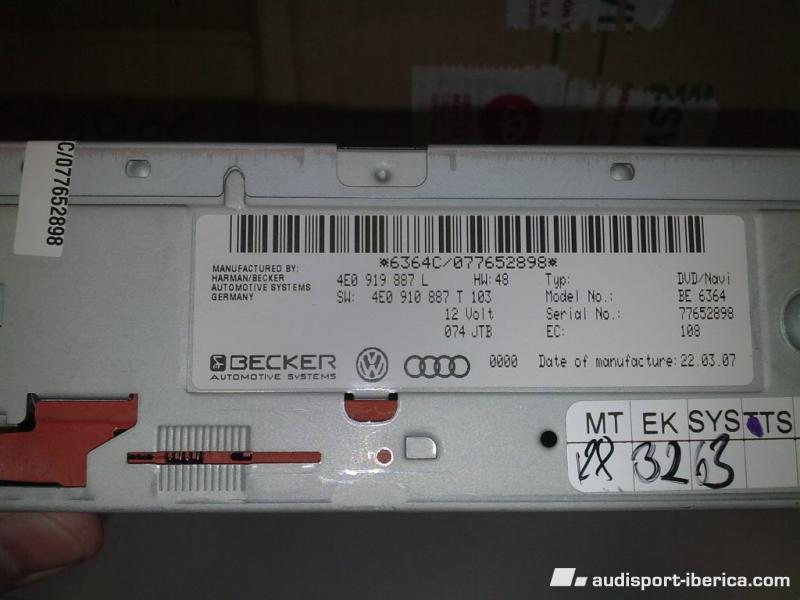 C/077652898
*6364C/077652898*
MANUFACTURED BY:
HARMAN/BECKER
AUTOMOTIVE SYSTEMS
GERMANY
4E0 919 887 L HW:48 Typ: DVD/Navi
SW: 4E0 910 887 T 103 Model No.: BE 6364
12 Volt Serial No.: 77652898
074 JTB EC: 108
BECKER
AUTOMOTIVE SYSTEMS
0000 Date of manufacture: 22.03.07
MT EK SYS TTS
audisport-iberica.com